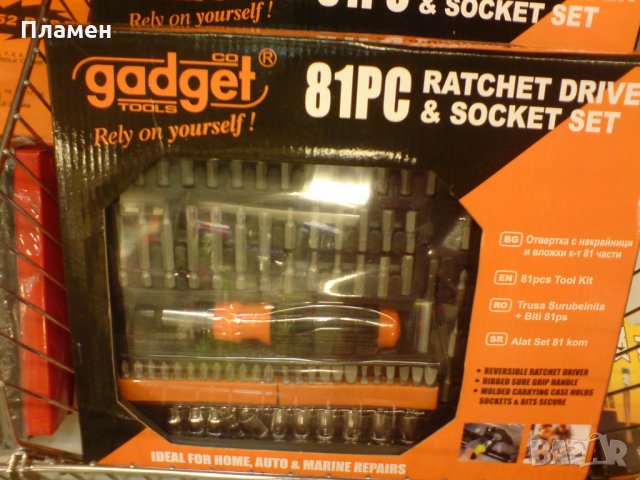 Пламен
81PC
& SOCKET SET
gadget®
CO
TOOLS
Rely on yourself !
81PC RATCHET DRIVE
& SOCKET SET
BG Отвертка с накрайници
и вложки к-т 81 части
EN 81pcs Tool Kit
RO Trusa Surubelnita
+ Biti 81ps
SR Alat Set 81 kom
• REVERSIBLE RATCHET DRIVER
• RIBBED SURE GRIP HANDLE
• MOLDED CARRYING CASE HOLDS
SOCKETS & BITS SECURE
IDEAL FOR HOME, AUTO & MARINE REPAIRS
Rely on yourself !
BAZAR